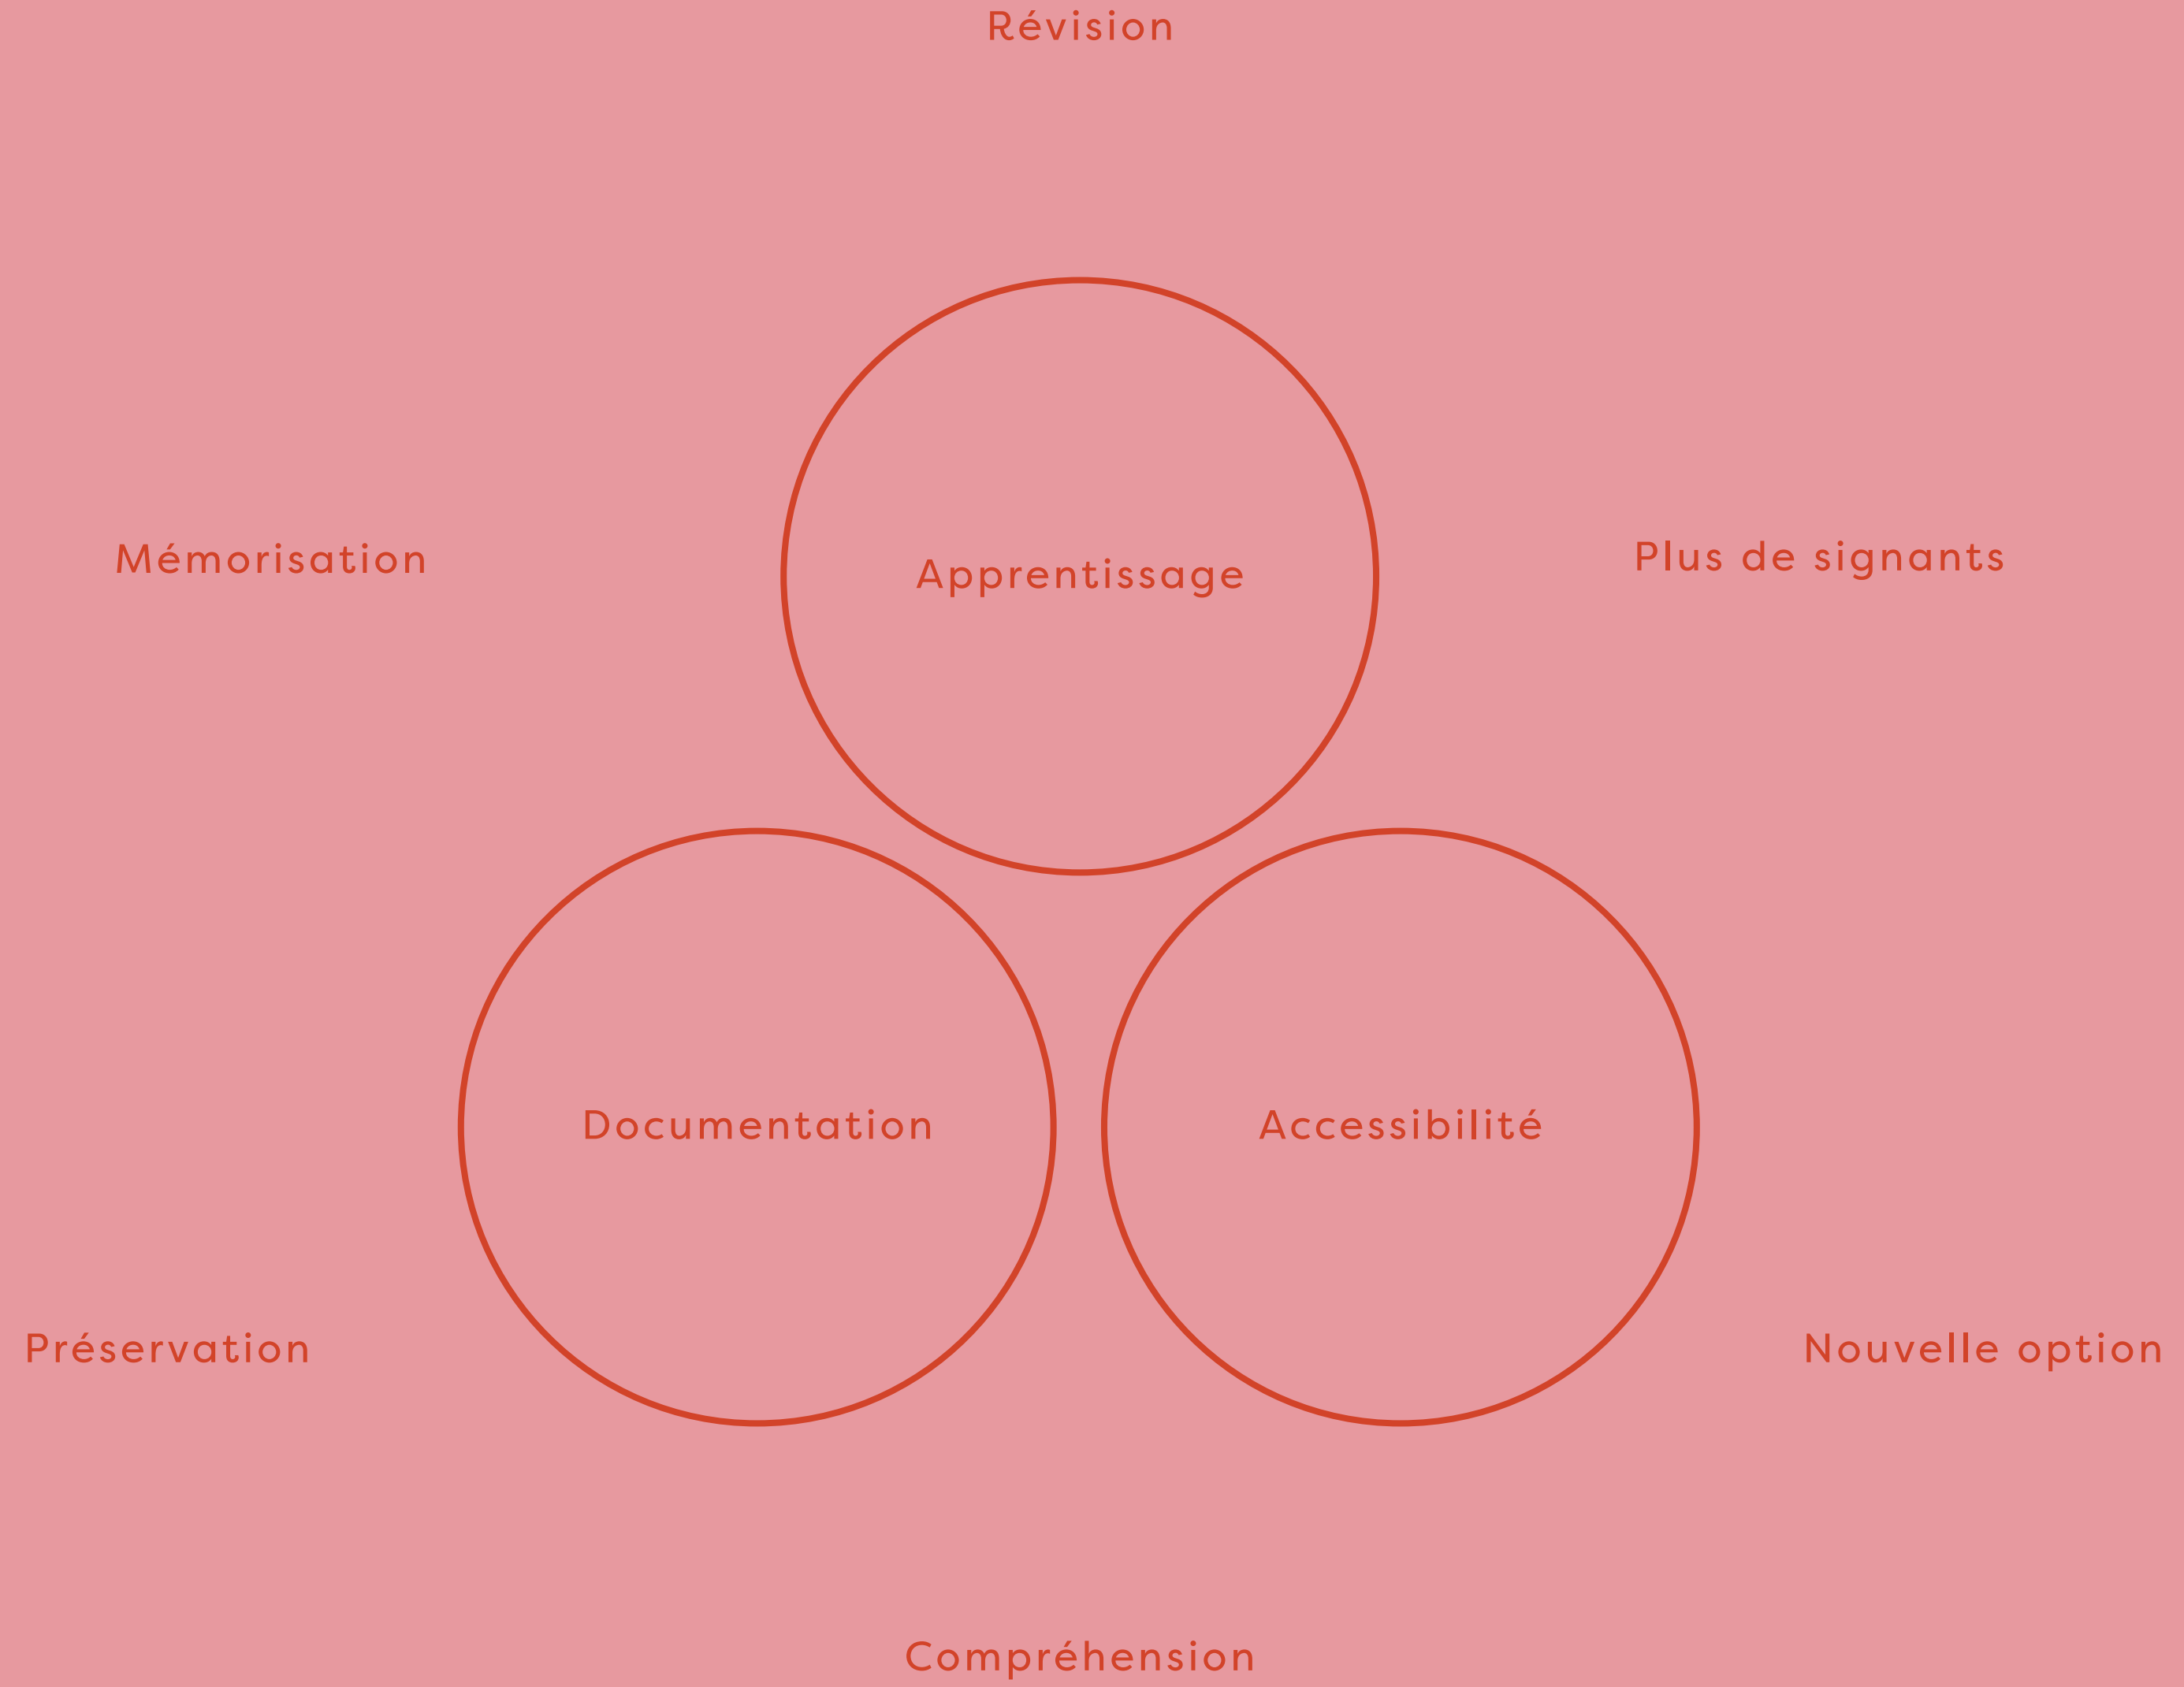 Révision
Mémorisation
Apprentissage
Plus de signants
Documentation
Accessibilité
Préservation
Nouvelle option
Compréhension